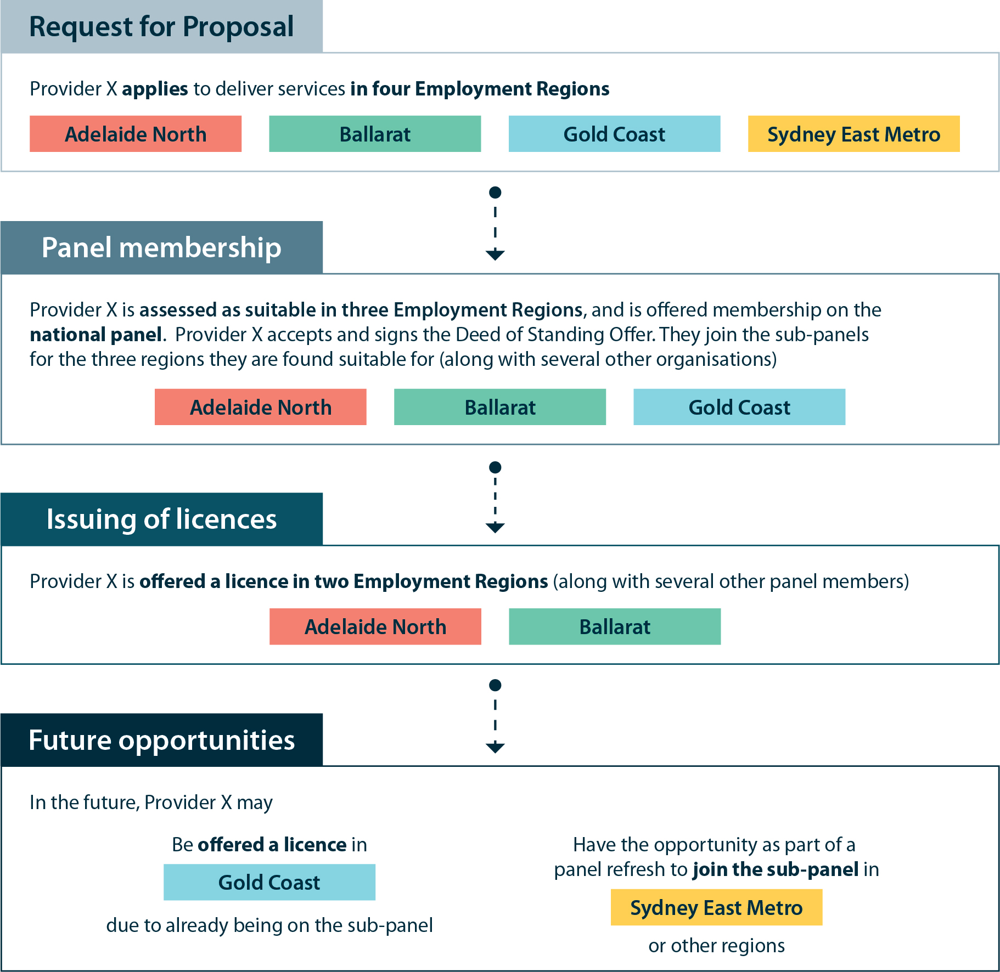 Request for Proposal
Provider X applies to deliver services in four Employment Regions
Adelaide North
Ballarat
Gold Coast
Sydney East Metro
Panel membership
Provider X is assessed as suitable in three Employment Regions, and is offered membership on the
national panel.  Provider X accepts and signs the Deed of Standing Offer. They join the sub-panels
for the three regions they are found suitable for (along with several other organisations)
Adelaide North
Ballarat
Gold Coast
Issuing of licences
Provider X is offered a licence in two Employment Regions (along with several other panel members)
Adelaide North
Ballarat
Future opportunities
In the future, Provider X may
Be offered a licence in
Gold Coast
due to already being on the sub-panel
Have the opportunity as part of a
panel refresh to join the sub-panel in
Sydney East Metro
or other regions